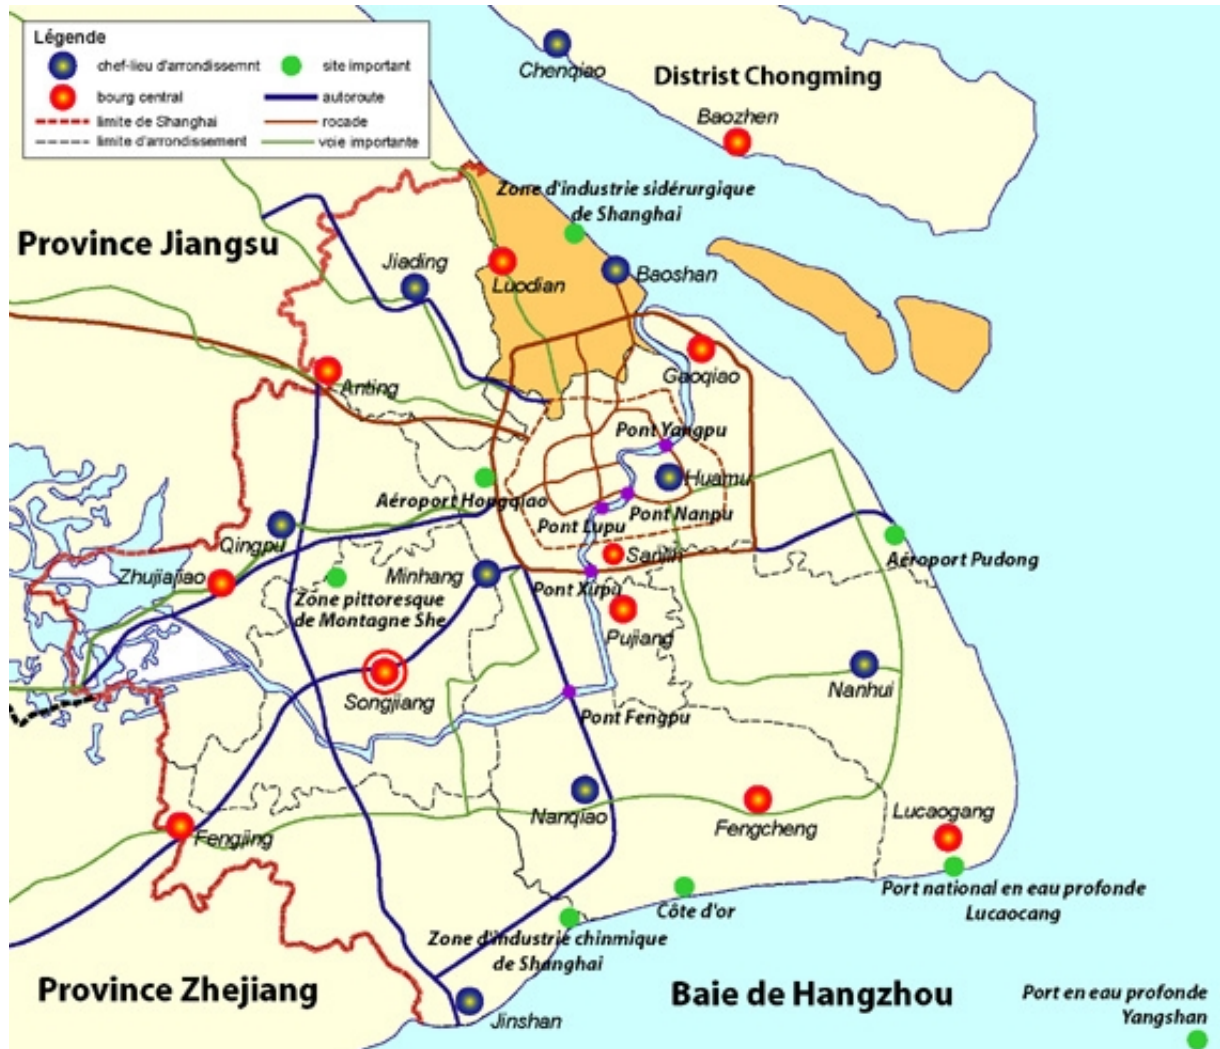 Légende
chef-lieu d'arrondissemnt
site important
bourg central
autoroute
limite de Shanghai
rocade
limite d'arrondissement
voie importante
Chenqiao
Distrist Chongming
Baozhen
Zone d'industrie sidérurgique
de Shanghai
Province Jiangsu
Jiading
Luodian
Baoshan
Gaoqiao
Anting
Pont Yangpu
Huamu
Aéroport Hongqiao
Pont Nanpu
Pont Lupu
Qingpu
Sanlin
Aéroport Pudong
Zhujiajiao
Minhang
Pont Xupu
Zone pittoresque
de Montagne She
Pujiang
Songjiang
Nanhui
Pont Fengpu
Nanqiao
Fengcheng
Lucaogang
Fengjing
Port national en eau profonde
Lucaocang
Côte d'or
Zone d'industrie chinmique
de Shanghai
Province Zhejiang
Baie de Hangzhou
Port en eau profonde
Yangshan
Jinshan